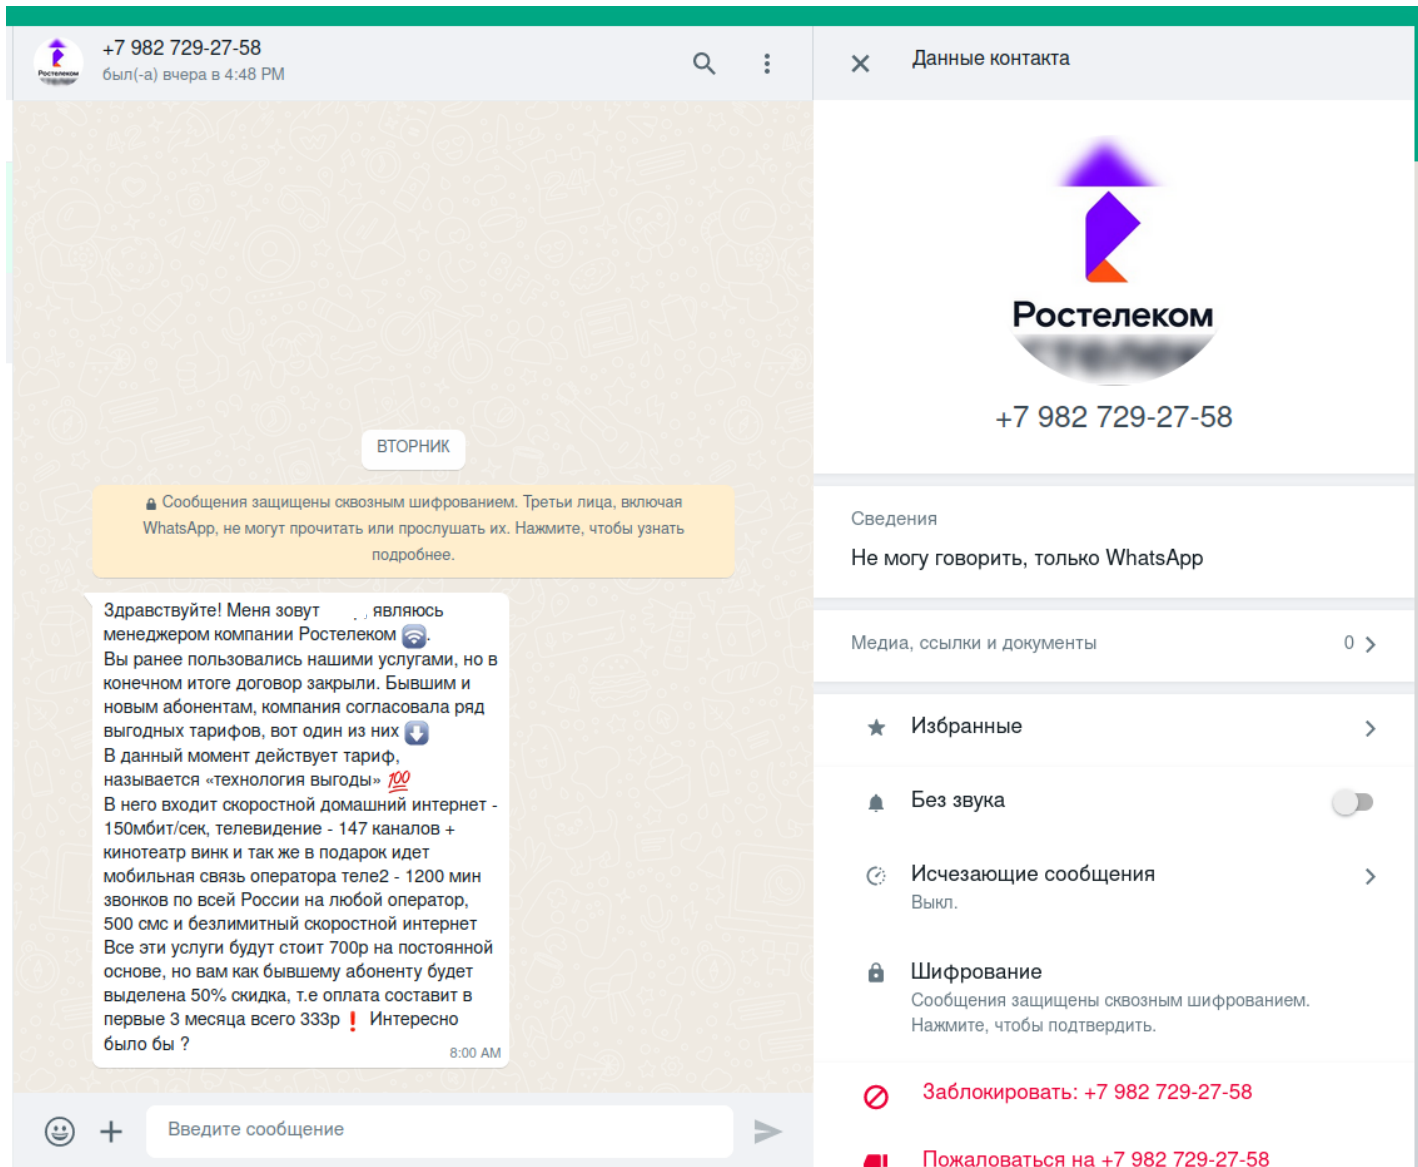 +7 982 729-27-58
был(-а) вчера в 4:48 PM
Ростелеком
ВТОРНИК
Сообщения защищены сквозным шифрованием. Третьи лица, включая
WhatsApp, не могут прочитать или прослушать их. Нажмите, чтобы узнать
подробнее.
Здравствуйте! Меня зовут , являюсь
менеджером компании Ростелеком.
Вы ранее пользовались нашими услугами, но в
конечном итоге договор закрыли. Бывшим и
новым абонентам, компания согласовала ряд
выгодных тарифов, вот один из них
В данный момент действует тариф,
называется «технология выгоды» 💯
В него входит скоростной домашний интернет -
150мбит/сек, телевидение - 147 каналов +
кинотеатр винк и так же в подарок идет
мобильная связь оператора теле2 - 1200 мин
звонков по всей России на любой оператор,
500 смс и безлимитный скоростной интернет
Все эти услуги будут стоит 700р на постоянной
основе, но вам как бывшему абоненту будет
выделена 50% скидка, т.е оплата составит в
первые 3 месяца всего 333р❗ Интересно
было бы ?
8:00 AM
Введите сообщение
Данные контакта
Ростелеком
+7 982 729-27-58
Сведения
Не могу говорить, только WhatsApp
Медиа, ссылки и документы 0
Избранные
Без звука
Исчезающие сообщения
Выкл.
Шифрование
Сообщения защищены сквозным шифрованием.
Нажмите, чтобы подтвердить.
Заблокировать: +7 982 729-27-58
Пожаловаться на +7 982 729-27-58